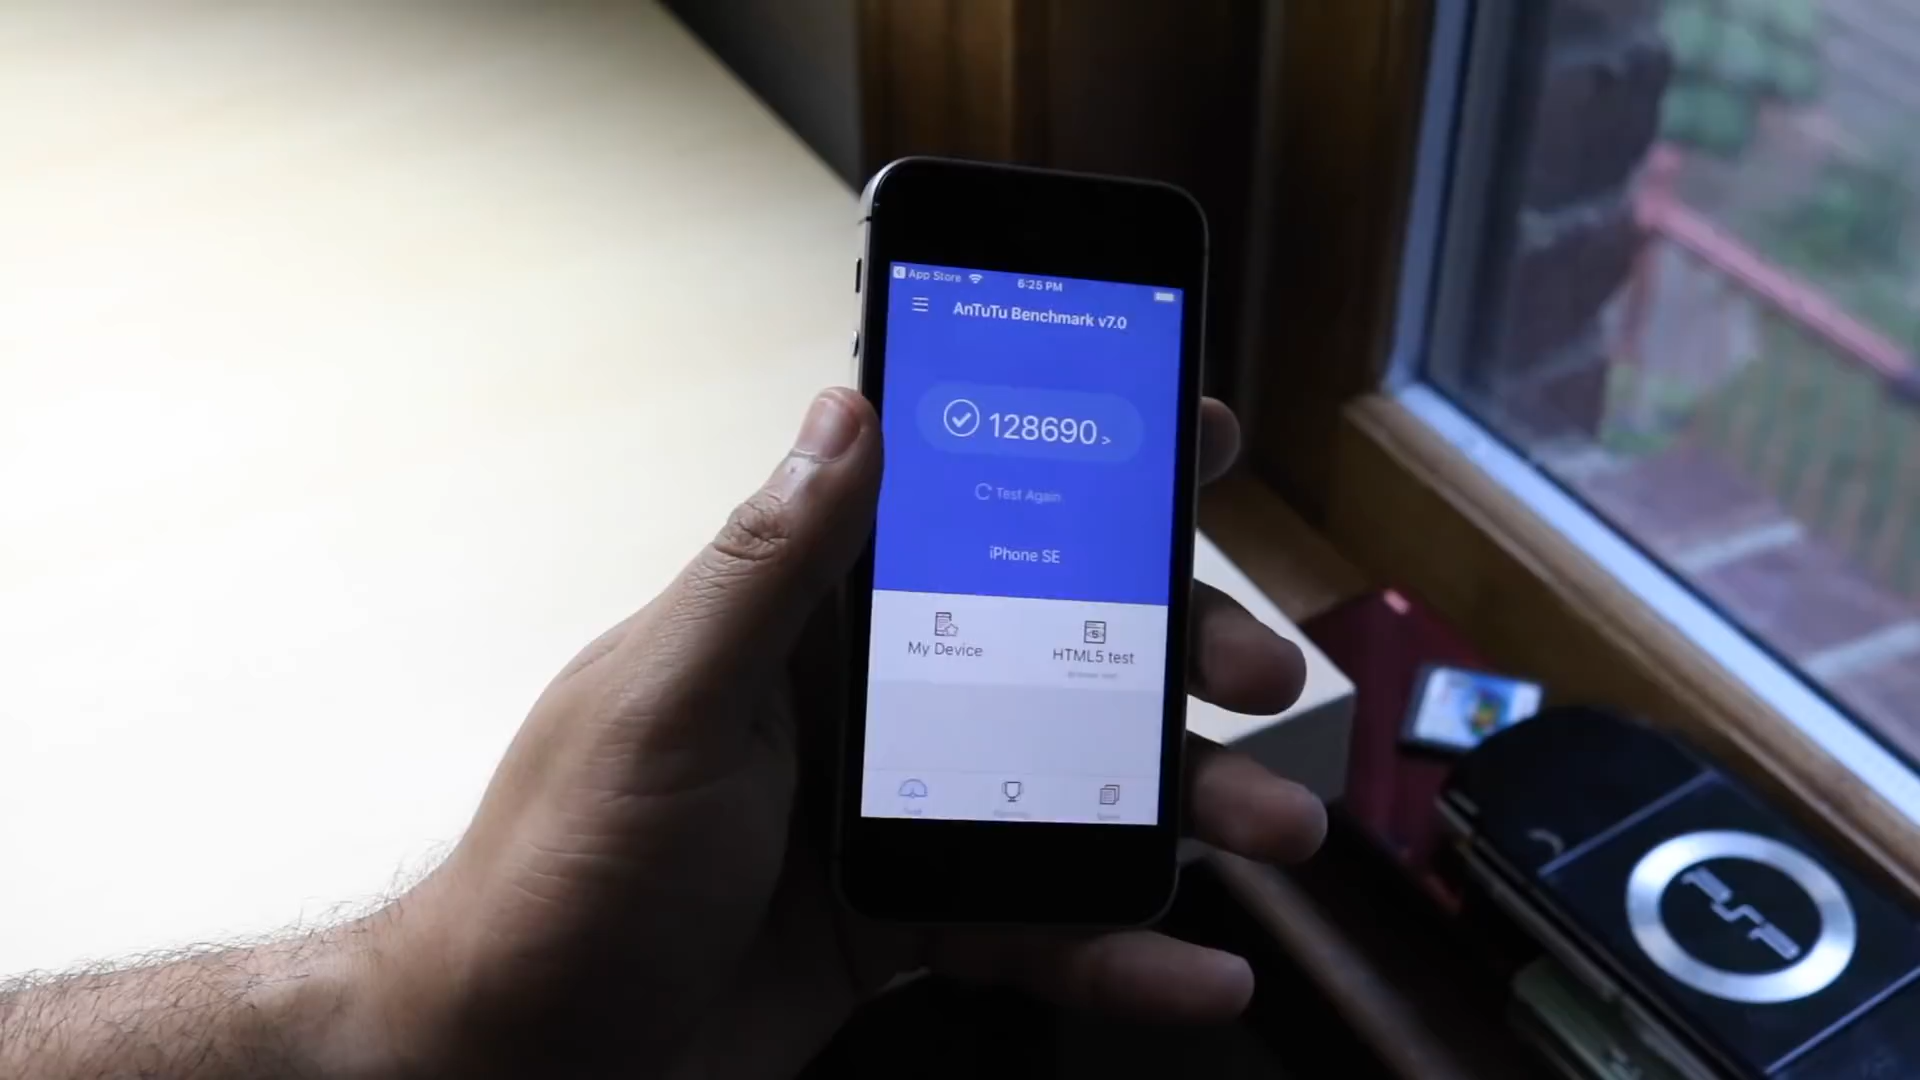 App Store
6:25 PM
AnTuTu Benchmark v7.0
128690 >
Test Again
iPhone SE
My Device
HTML5 test
PSP